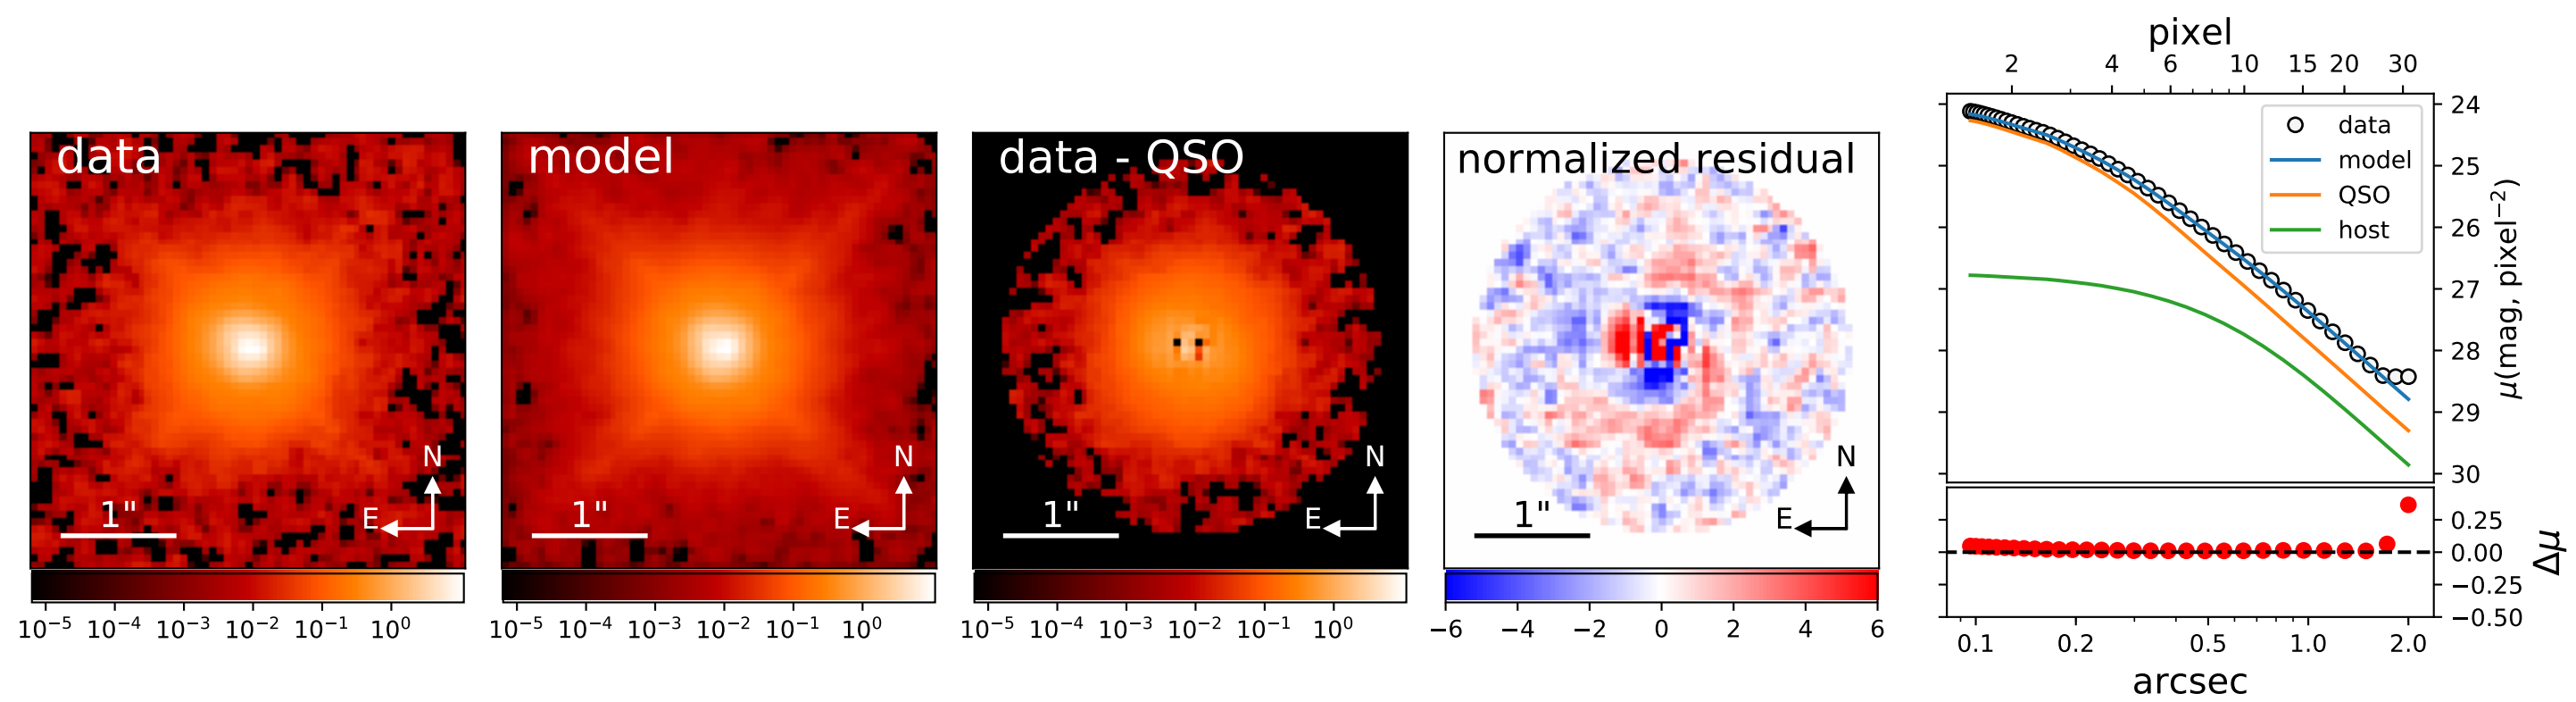 data
N
E
1"
10⁻⁵ 10⁻⁴ 10⁻³ 10⁻² 10⁻¹ 10⁰
model
N
E
1"
10⁻⁵ 10⁻⁴ 10⁻³ 10⁻² 10⁻¹ 10⁰
data - QSO
N
E
1"
10⁻⁵ 10⁻⁴ 10⁻³ 10⁻² 10⁻¹ 10⁰
normalized residual
N
E
1"
−6 −4 −2 0 2 4 6
pixel
2 4 6 10 15 20 30
data
model
QSO
host
24
25
26
27
28
29
30
μ(mag, pixel⁻²)
0.25
0.00
−0.25
−0.50
Δμ
0.1 0.2 0.5 1.0 2.0
arcsec